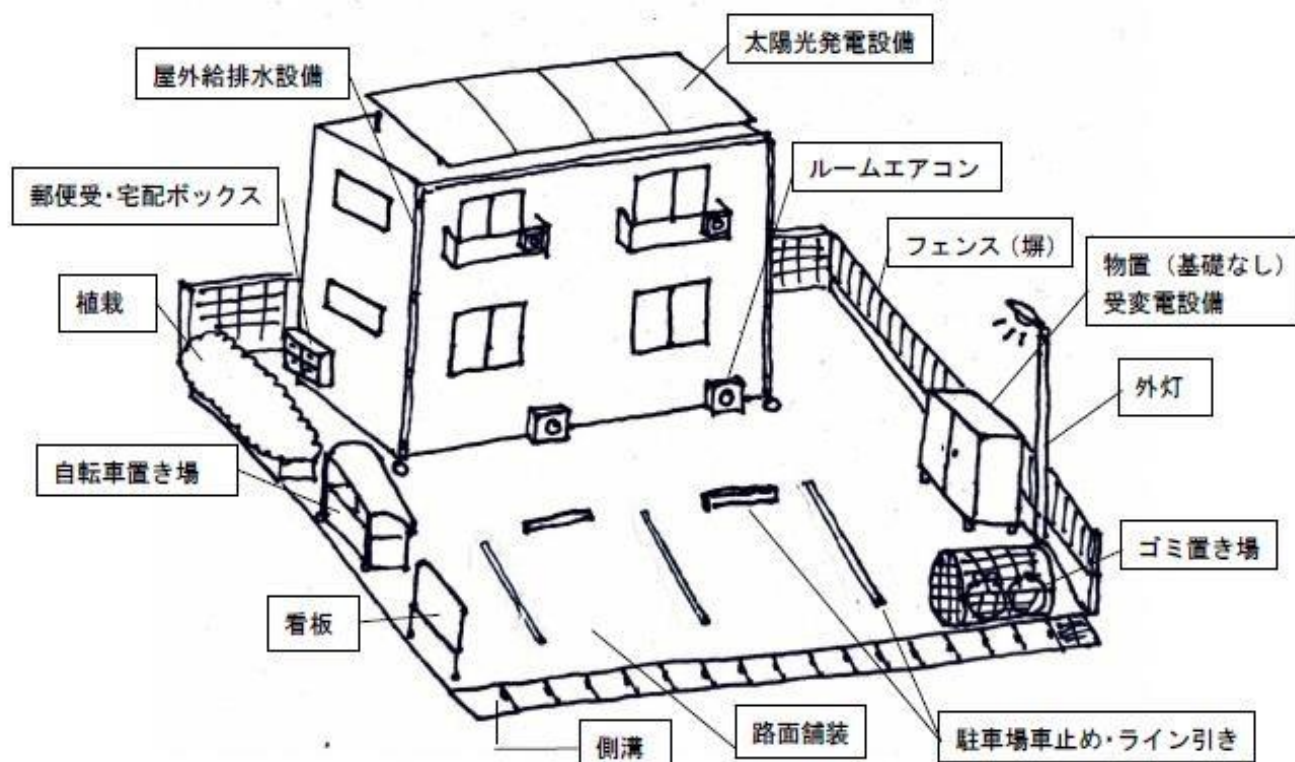 太陽光発電設備
屋外給排水設備
ルームエアコン
郵便受・宅配ボックス
フェンス（塀）
物置（基礎なし）
受変電設備
植栽
外灯
自転車置き場
ゴミ置き場
看板
側溝
路面舗装
駐車場車止め・ライン引き